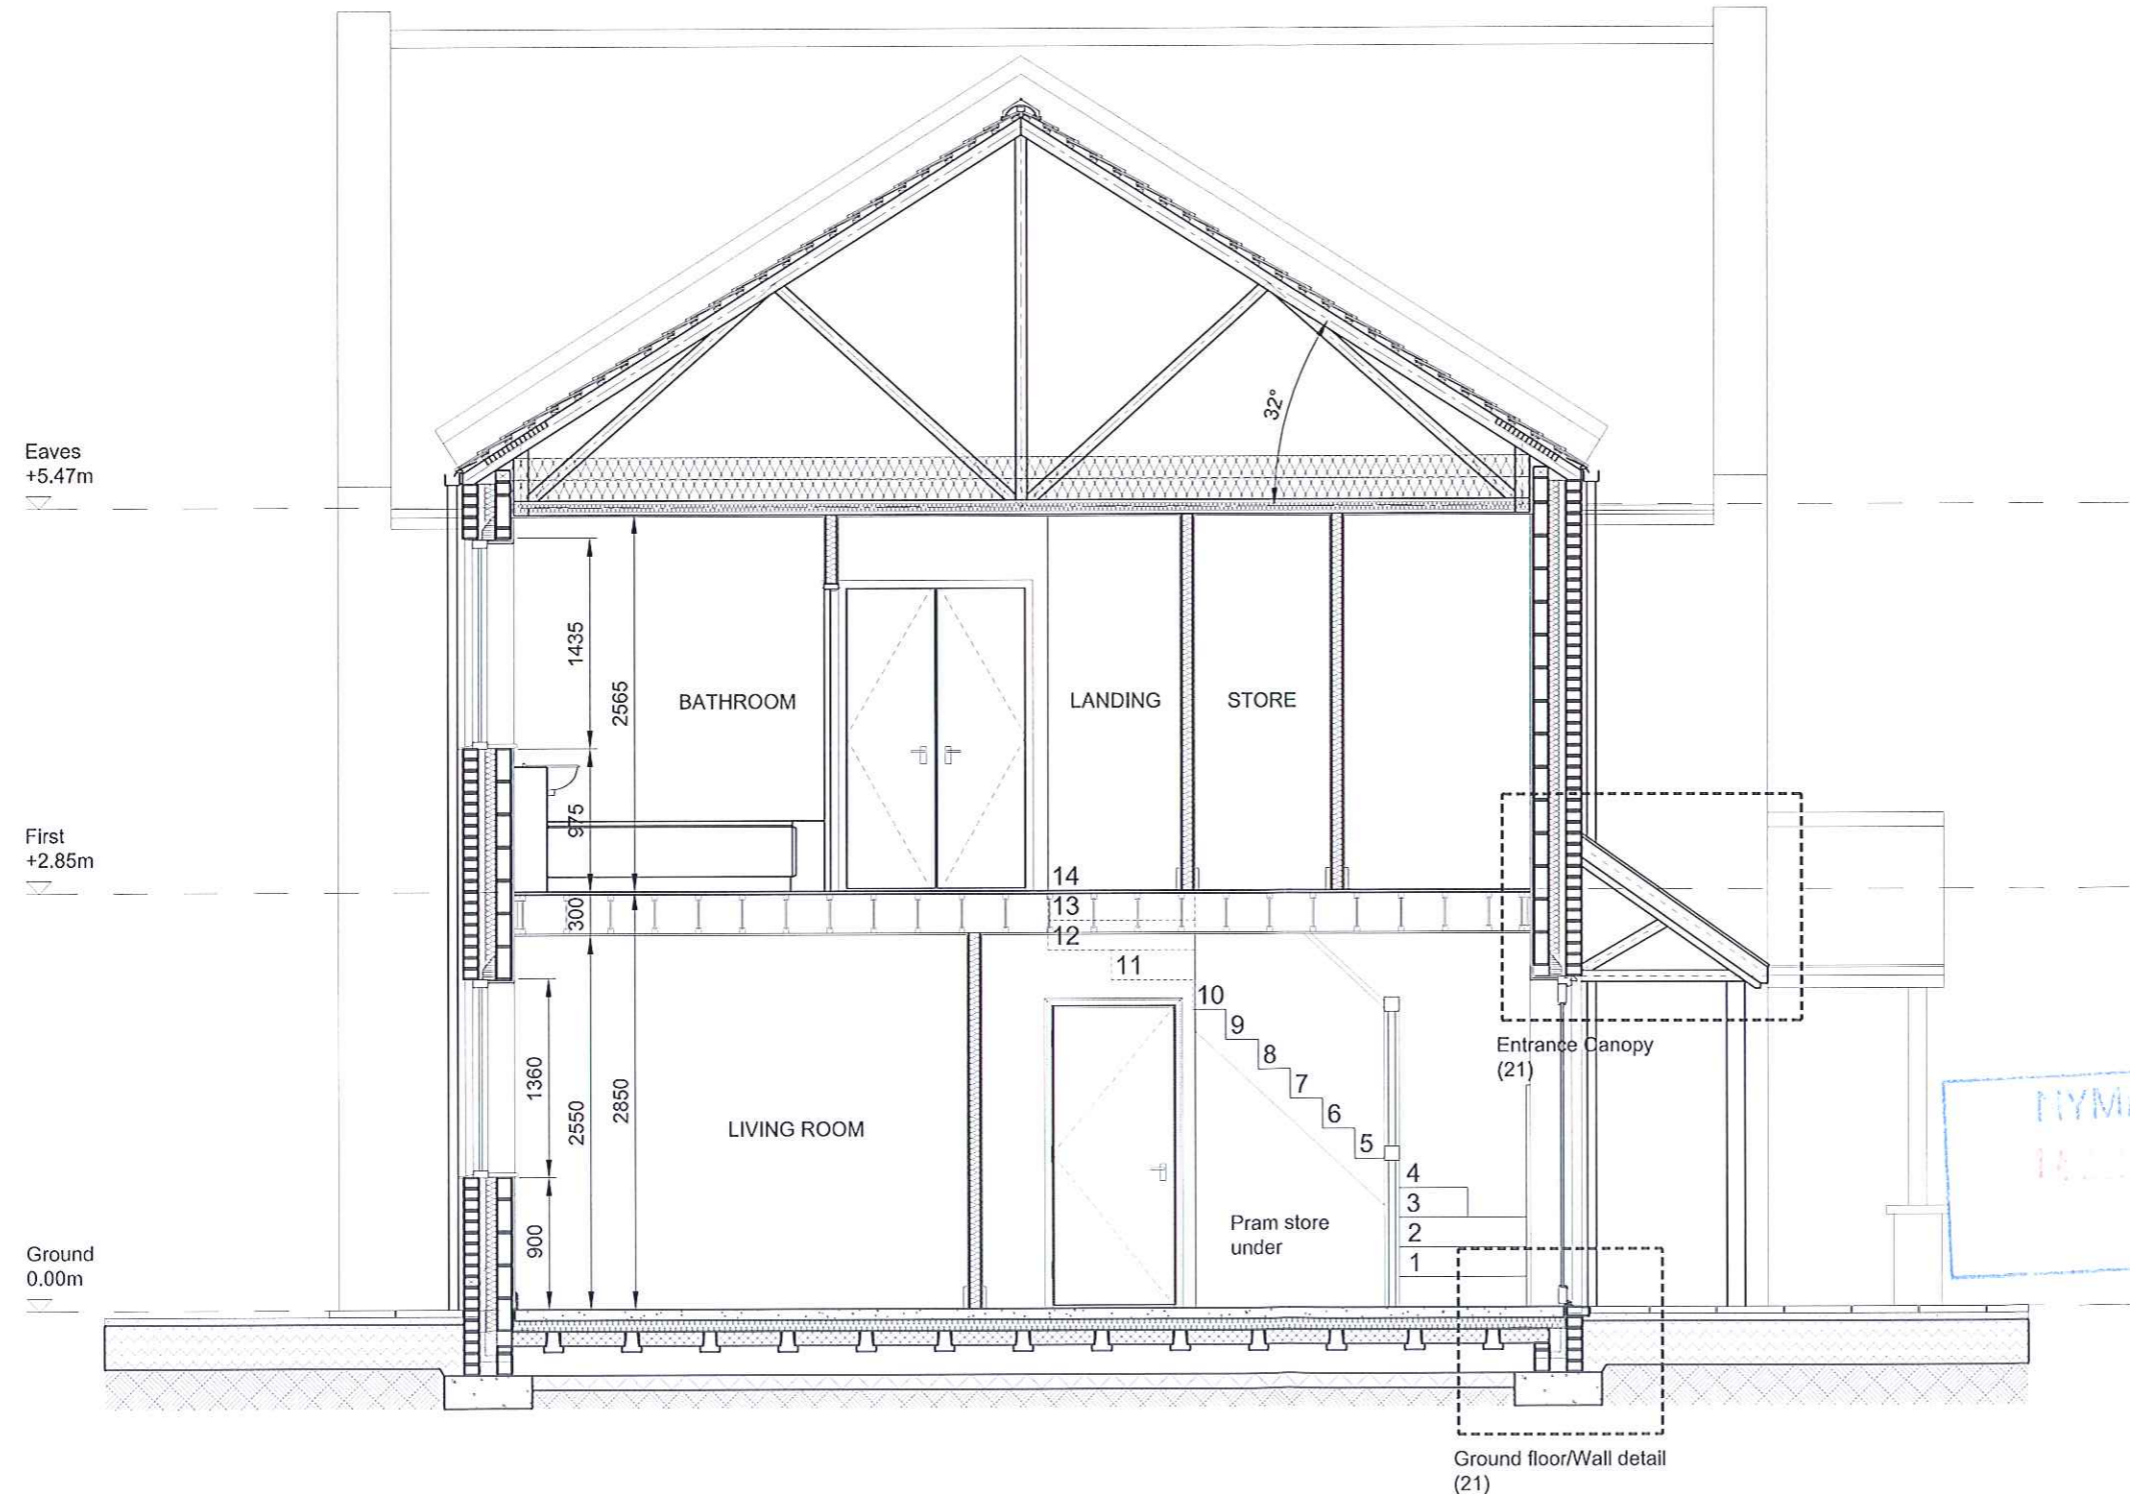 Eaves
+5.47m
32°
1435
2565
BATHROOM
LANDING
STORE
975
First
+2.85m
14
300
13
12
11
10
9
8
7
6
5
4
3
2
1
Entrance Canopy
(21)
1360
2550
2850
LIVING ROOM
900
Pram store
under
Ground
0.00m
Ground floor/Wall detail
(21)